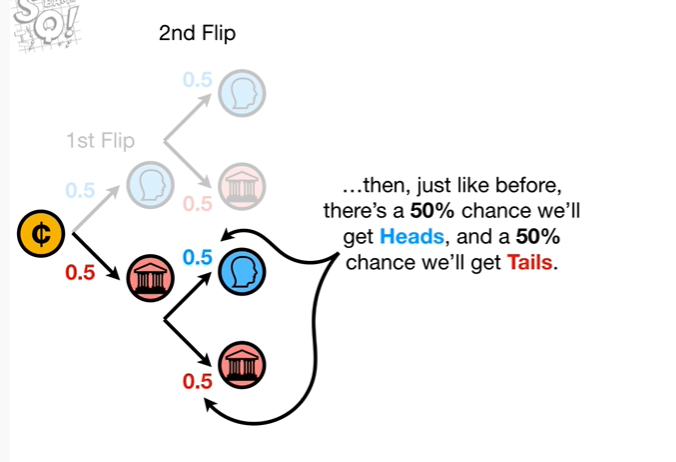 2nd Flip
0.5
1st Flip
0.5
0.5
¢
0.5
0.5
0.5
…then, just like before,
there's a 50% chance we'll
get Heads, and a 50%
chance we'll get Tails.